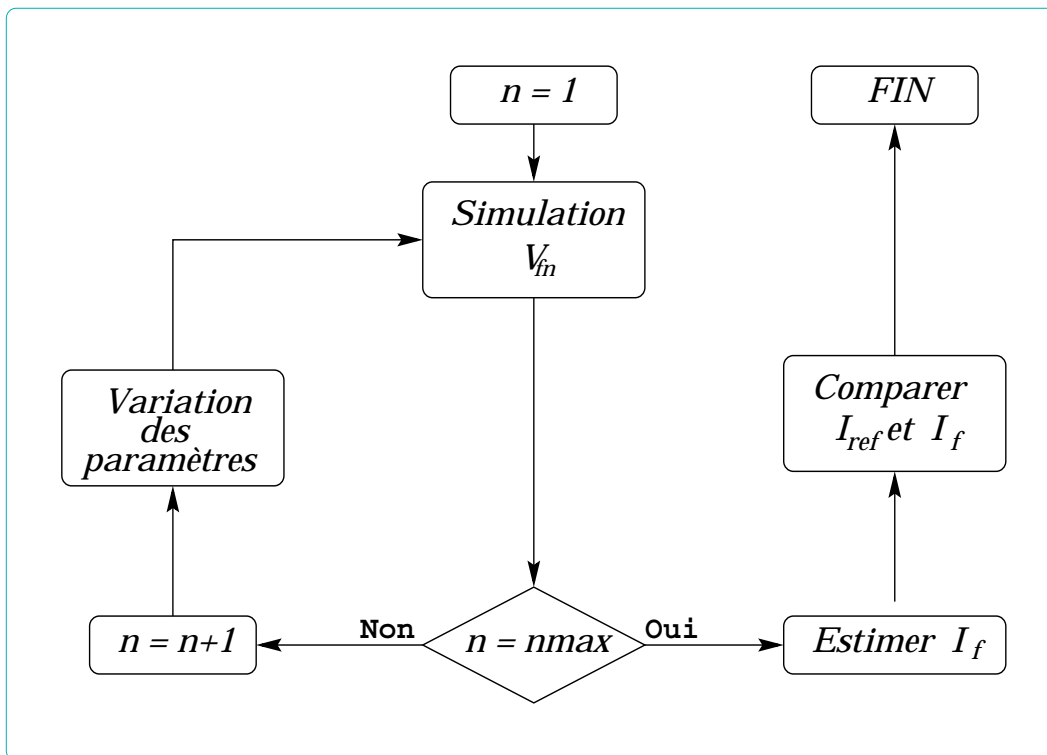 n = 1
FIN
Simulation
Vfn
Variation
des
paramètres
Comparer
Iref et If
n = n+1
Non
n = nmax
Oui
Estimer If